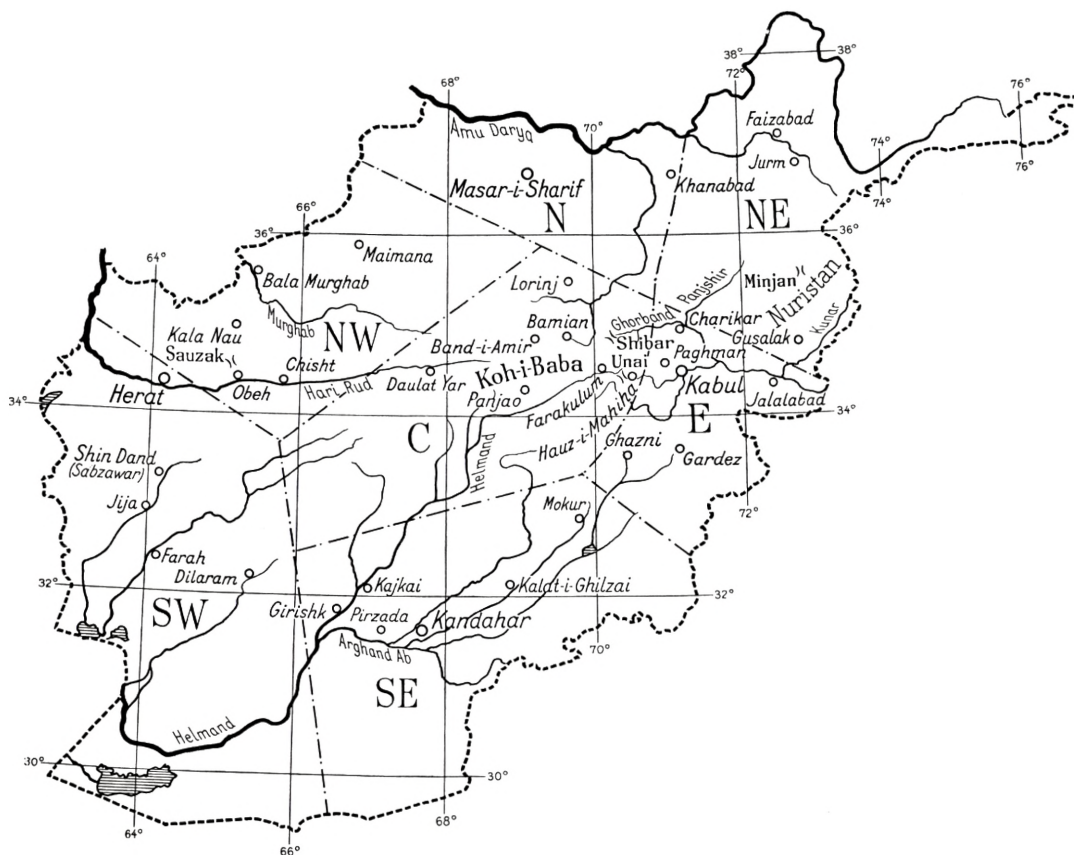 38°
38°
72°
76°
68°
Amu Darya
70°
Faizabad
Jurm
74°
76°
74°
Masar-i-Sharif
Khanabad
N
NE
66°
36°
36°
64°
Maimana
Bala Murghab
Lorinj
Minjan
Panjshir
Nuristan
Murghab
NW
Bamian
Ghorband
Charikar
Kunar
Kala Nau
Sauzak
Chisht
Band-i-Amir
Shibar
Gusalak
Koh-i-Baba
Unai
Paghman
Herat
Obeh
Hari-Rud
Daulat Yar
Panjao
Farakulum
Kabul
Jalalabad
34°
34°
C
Helmand
Hauz-i-Mahiha
E
Ghazni
Gardez
Shin Dand
(Sabzawar)
Jija
Mokur
72°
Farah
Dilaram
32°
Kajkai
Kalat-i-Ghilzai
32°
SW
Girishk
Pirzada
Kandahar
Arghand Ab
70°
SE
Helmand
30°
30°
64°
68°
66°